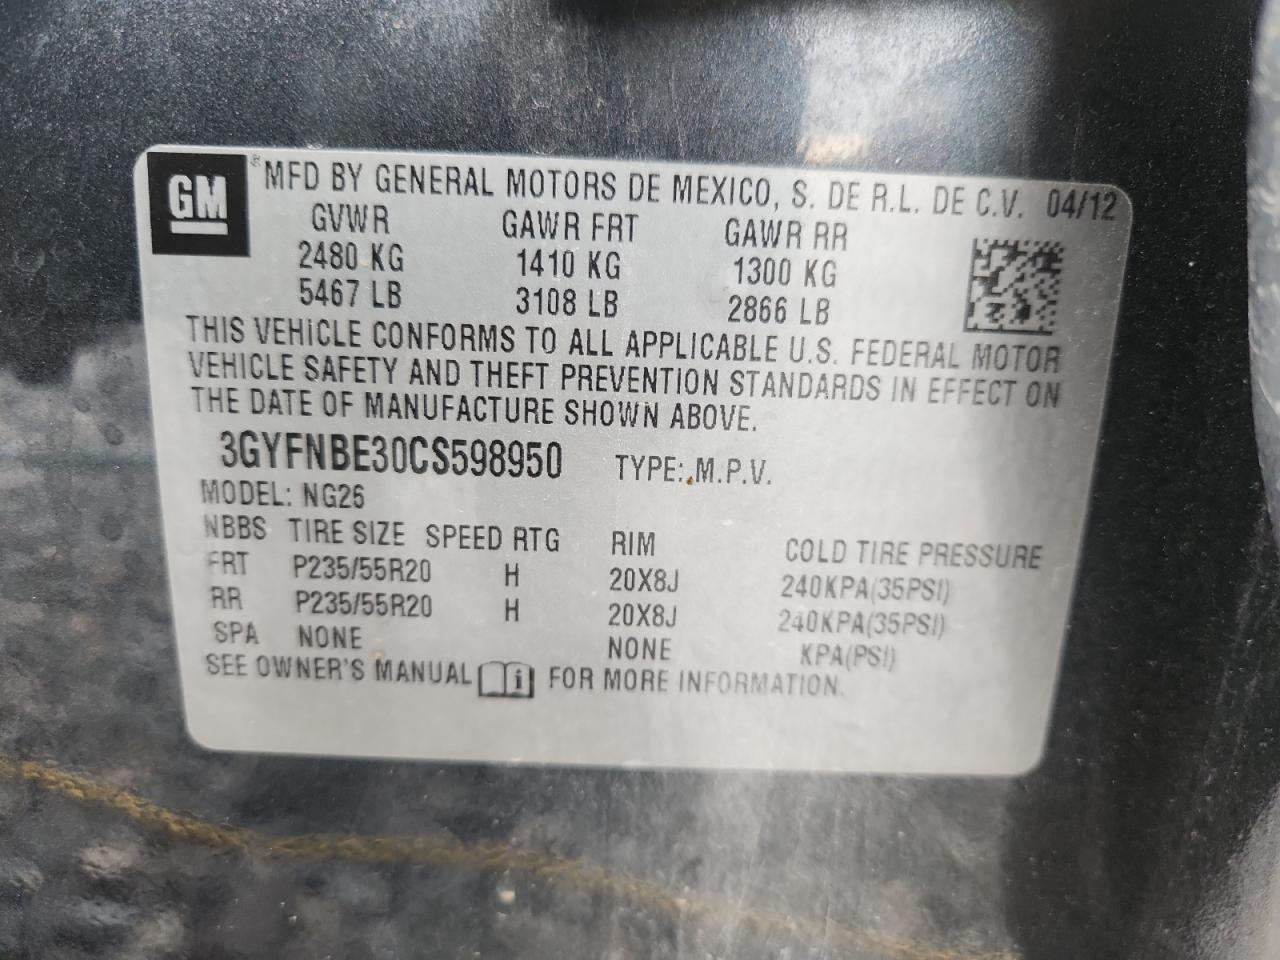 GM ® MFD BY GENERAL MOTORS DE MEXICO, S. DE R.L. DE C.V. 04/12
GVWR GAWR FRT GAWR RR
2480 KG 1410 KG 1300 KG
5467 LB 3108 LB 2866 LB
THIS VEHICLE CONFORMS TO ALL APPLICABLE U.S. FEDERAL MOTOR
VEHICLE SAFETY AND THEFT PREVENTION STANDARDS IN EFFECT ON
THE DATE OF MANUFACTURE SHOWN ABOVE.
3GYFNBE30CS598950 TYPE: M.P.V.
MODEL: NG26
NBBS TIRE SIZE SPEED RTG RIM COLD TIRE PRESSURE
FRT P235/55R20 H 20X8J 240KPA(35PSI)
RR P235/55R20 H 20X8J 240KPA(35PSI)
SPA NONE NONE KPA(PSI)
SEE OWNER'S MANUAL i FOR MORE INFORMATION.